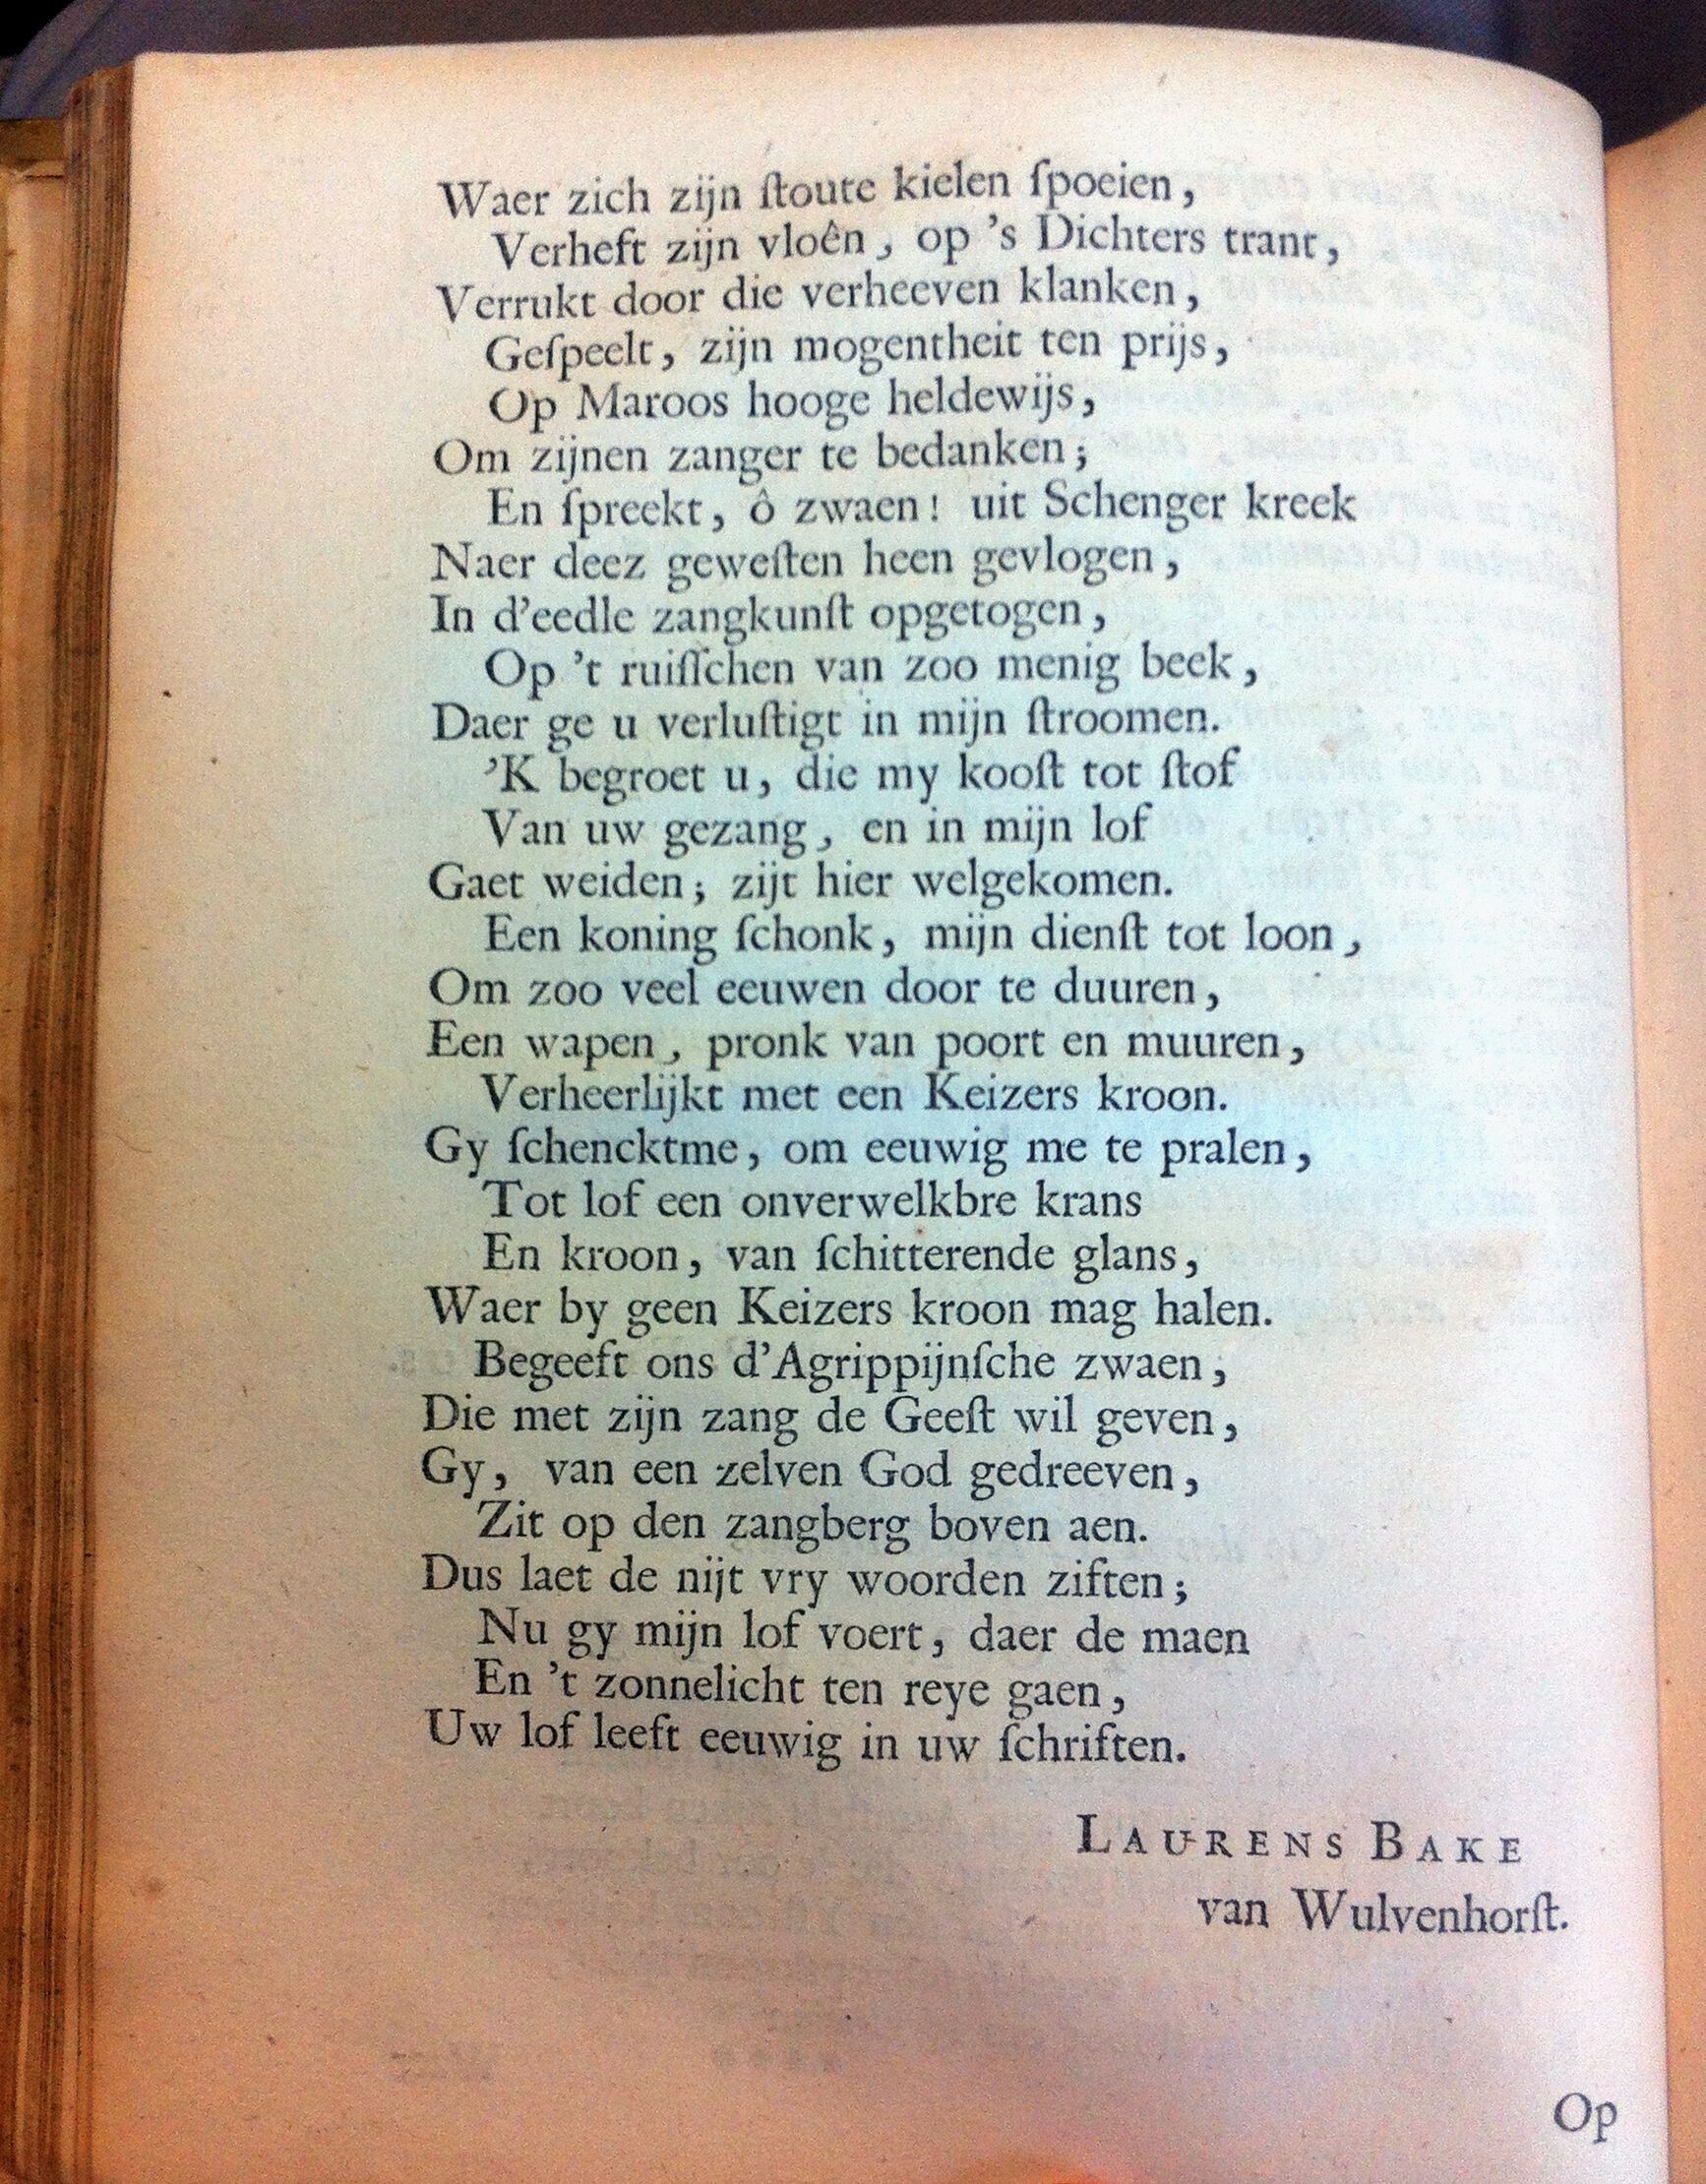 Waer zich zijn ſtoute kielen ſpoeien,
Verheft zijn vloên, op 's Dichters trant,
Verrukt door die verheeven klanken,
Geſpeelt, zijn mogentheit ten prijs,
Op Maroos hooge heldewijs,
Om zijnen zanger te bedanken;
En ſpreekt, ô zwaen! uit Schenger kreek
Naer deez geweſten heen gevlogen,
In d'eedle zangkunſt opgetogen,
Op 't ruiſſchen van zoo menig beek,
Daer ge u verluſtigt in mijn ſtroomen.
'K begroet u, die my kooſt tot ſtof
Van uw gezang, en in mijn lof
Gaet weiden; zijt hier welgekomen.
Een koning ſchonk, mijn dienſt tot loon,
Om zoo veel eeuwen door te duuren,
Een wapen, pronk van poort en muuren,
Verheerlijkt met een Keizers kroon.
Gy ſchencktme, om eeuwig me te pralen,
Tot lof een onverwelkbre krans
En kroon, van ſchitterende glans,
Waer by geen Keizers kroon mag halen.
Begeeft ons d'Agrippijnſche zwaen,
Die met zijn zang de Geeſt wil geven,
Gy, van een zelven God gedreeven,
Zit op den zangberg boven aen.
Dus laet de nijt vry woorden ziften;
Nu gy mijn lof voert, daer de maen
En 't zonnelicht ten reye gaen,
Uw lof leeft eeuwig in uw ſchriften.
LAURENS BAKE
van Wulvenhorſt.
Op